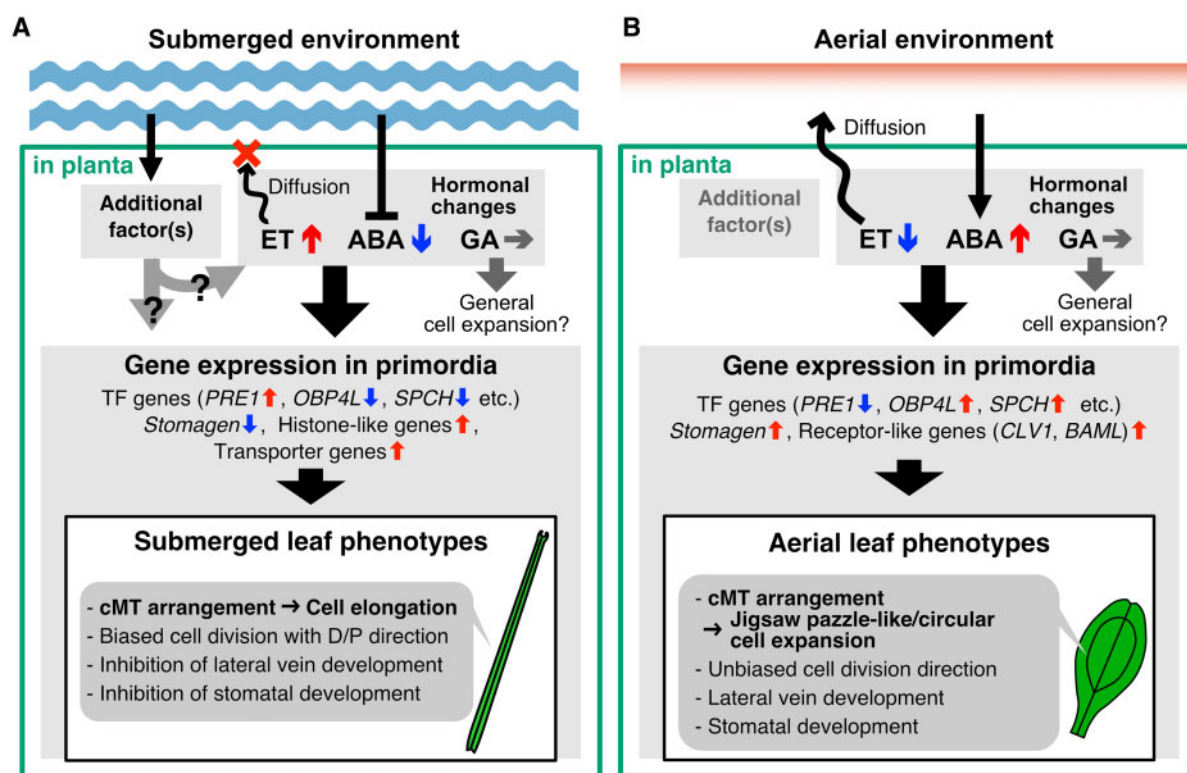 A
Submerged environment
in planta
Additional
factor(s)
Diffusion
Hormonal
changes
ET ↑ ABA ↓ GA →
?
?
General
cell expansion?
Gene expression in primordia
TF genes (PRE1↑, OBP4L↓, SPCH↓ etc.)
Stomagen↓, Histone-like genes↑,
Transporter genes↑
Submerged leaf phenotypes
- cMT arrangement → Cell elongation
- Biased cell division with D/P direction
- Inhibition of lateral vein development
- Inhibition of stomatal development
B
Aerial environment
Diffusion
in planta
Additional
factor(s)
Hormonal
changes
ET ↓ ABA ↑ GA →
General
cell expansion?
Gene expression in primordia
TF genes (PRE1↓, OBP4L↑, SPCH↑ etc.)
Stomagen↑, Receptor-like genes (CLV1, BAML)↑
Aerial leaf phenotypes
- cMT arrangement
→ Jigsaw pazzle-like/circular
cell expansion
- Unbiased cell division direction
- Lateral vein development
- Stomatal development